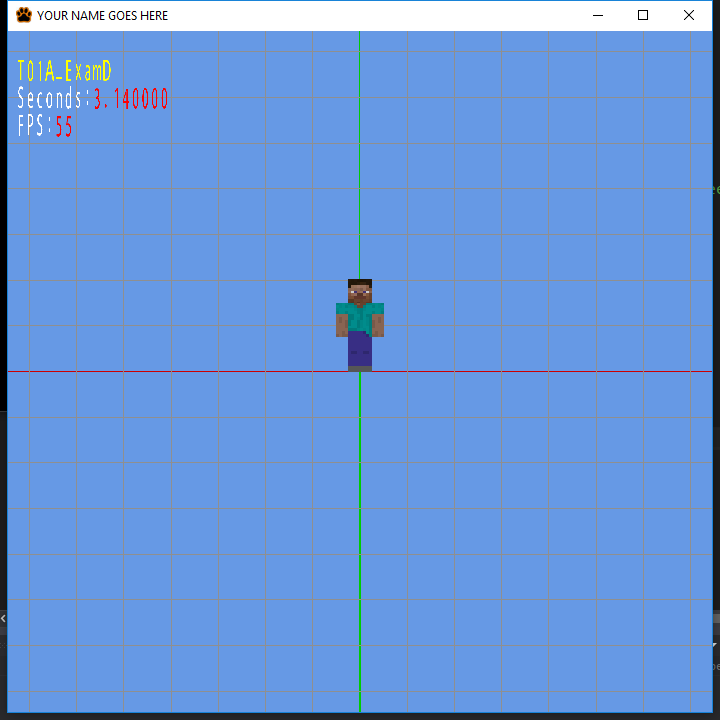 YOUR NAME GOES HERE
T01A_ExamD
Seconds:3.140000
FPS:55